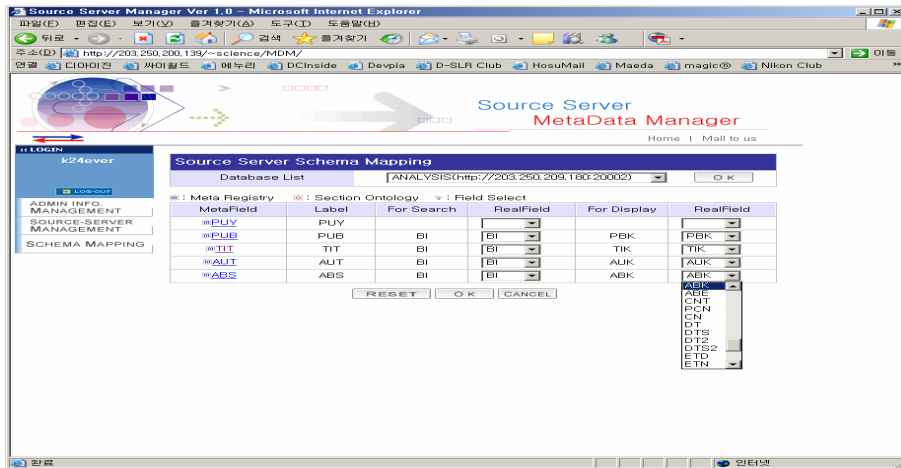 Source Server Manager Ver 1,0 - Microsoft Internet Explorer
파일(F) 편집(E) 보기(V) 즐겨찾기(A) 도구(T) 도움말(H)
뒤로 검색 즐겨찾기
주소(D) http://203,250,200,139/~science/MDM/ 이동
연결 디아이진 싸이월드 에누리 DCInside Devpia D-SLR Club HosuMail Maeda magic® Nikon Club »
Source Server
MetaData Manager
Home | Mail to us
:: LOGIN
k24ever
LOG-OUT
ADMIN INFO.
MANAGEMENT
SOURCE-SERVER
MANAGEMENT
SCHEMA MAPPING
Source Server Schema Mapping
Database List ANALYSIS(http://203.250.209.180:20002) OK
: Meta Registry : Section Ontology : Field Select
MetaField Label For Search RealField For Display RealField
PUY PUY
PUB PUB BI BI PBK PBK
TIT TIT BI BI TIK TIK
AUT AUT BI BI AUK AUK
ABS ABS BI BI ABK ABK
RESET OK CANCEL
ABK
ABE
CNT
PCN
CN
DT
DTS
DT2
DTS2
ETD
ETN
완료 인터넷